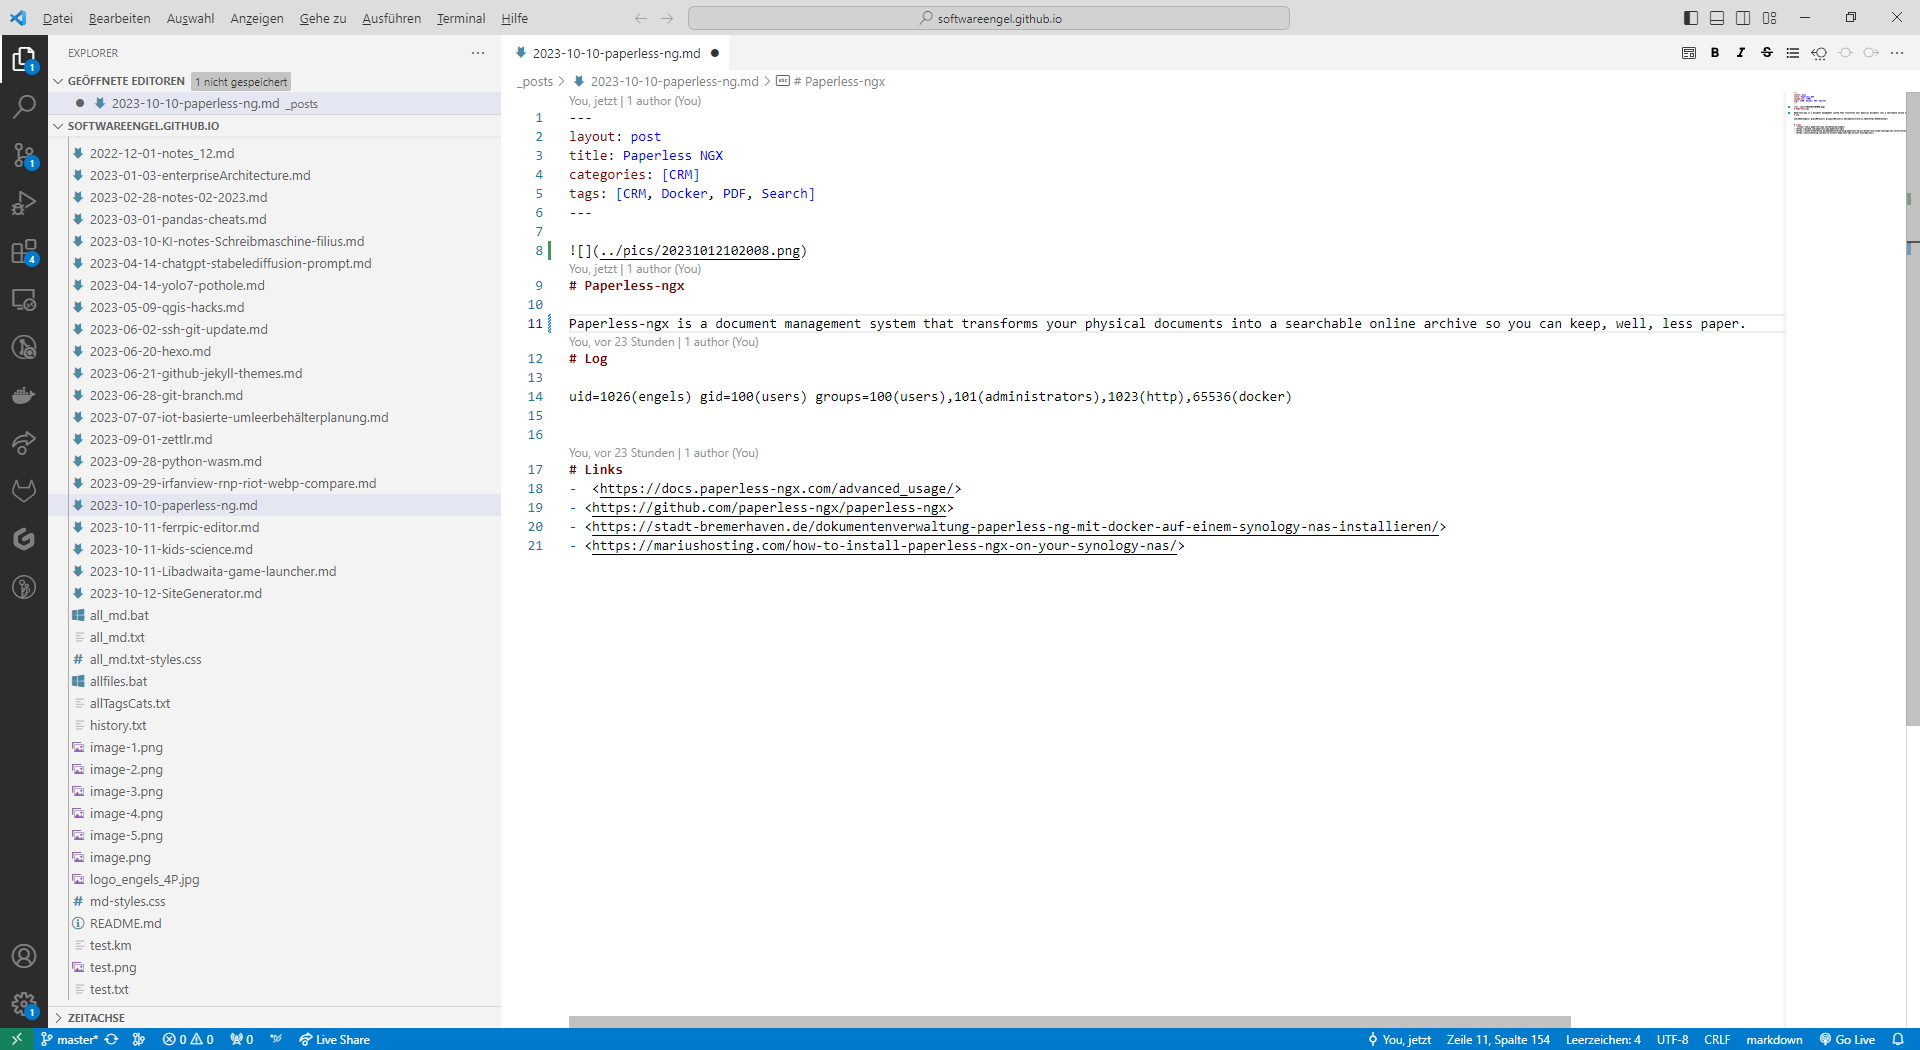 Datei Bearbeiten Auswahl Anzeigen Gehe zu Ausführen Terminal Hilfe
softwareengel.github.io
EXPLORER
GEÖFFNETE EDITOREN 1 nicht gespeichert
2023-10-10-paperless-ng.md _posts
SOFTWAREENGEL.GITHUB.IO
2022-12-01-notes_12.md
2023-01-03-enterpriseArchitecture.md
2023-02-28-notes-02-2023.md
2023-03-01-pandas-cheats.md
2023-03-10-KI-notes-Schreibmaschine-filius.md
2023-04-14-chatgpt-stabelediffusion-prompt.md
2023-04-14-yolo7-pothole.md
2023-05-09-qgis-hacks.md
2023-06-02-ssh-git-update.md
2023-06-20-hexo.md
2023-06-21-github-jekyll-themes.md
2023-06-28-git-branch.md
2023-07-07-iot-basierte-umleerbehälterplanung.md
2023-09-01-zettlr.md
2023-09-28-python-wasm.md
2023-09-29-irfanview-rnp-riot-webp-compare.md
2023-10-10-paperless-ng.md
2023-10-11-ferrpic-editor.md
2023-10-11-kids-science.md
2023-10-11-Libadwaita-game-launcher.md
2023-10-12-SiteGenerator.md
all_md.bat
all_md.txt
all_md.txt-styles.css
allfiles.bat
allTagsCats.txt
history.txt
image-1.png
image-2.png
image-3.png
image-4.png
image-5.png
image.png
logo_engels_4P.jpg
md-styles.css
README.md
test.km
test.png
test.txt
ZEITACHSE
1
1
4
1
2023-10-10-paperless-ng.md
B I S
_posts > 2023-10-10-paperless-ng.md > abc # Paperless-ngx
You, jetzt | 1 author (You)
1 ---
2 layout: post
3 title: Paperless NGX
4 categories: [CRM]
5 tags: [CRM, Docker, PDF, Search]
6 ---
7
8 ![](../pics/20231012102008.png)
You, jetzt | 1 author (You)
9 # Paperless-ngx
10
11 Paperless-ngx is a document management system that transforms your physical documents into a searchable online archive so you can keep, well, less paper.
You, vor 23 Stunden | 1 author (You)
12 # Log
13
14 uid=1026(engels) gid=100(users) groups=100(users),101(administrators),1023(http),65536(docker)
15
16
You, vor 23 Stunden | 1 author (You)
17 # Links
18 -  <https://docs.paperless-ngx.com/advanced_usage/>
19 - <https://github.com/paperless-ngx/paperless-ngx>
20 - <https://stadt-bremerhaven.de/dokumentenverwaltung-paperless-ng-mit-docker-auf-einem-synology-nas-installieren/>
21 - <https://mariushosting.com/how-to-install-paperless-ngx-on-your-synology-nas/>
master* 0 0 0 Live Share You, jetzt Zeile 11, Spalte 154 Leerzeichen: 4 UTF-8 CRLF markdown Go Live